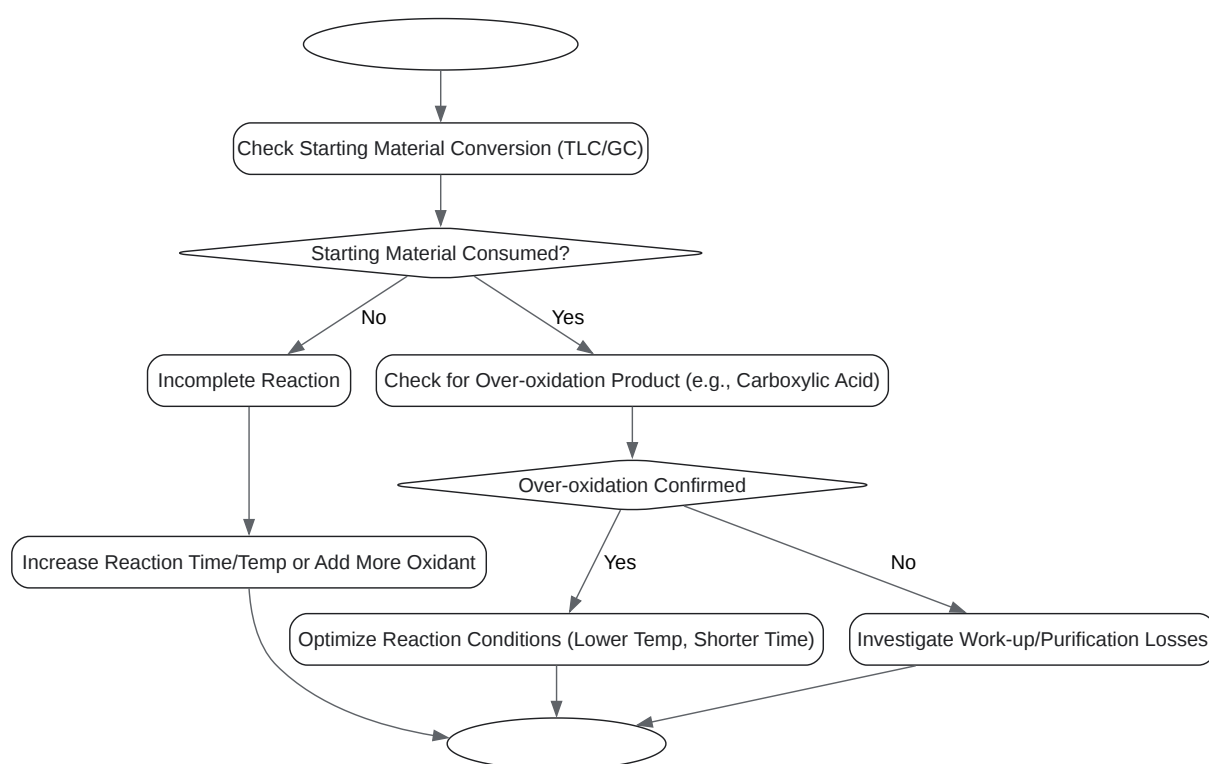 Check Starting Material Conversion (TLC/GC)
Starting Material Consumed?
No
Yes
Incomplete Reaction
Check for Over-oxidation Product (e.g., Carboxylic Acid)
Over-oxidation Confirmed
Increase Reaction Time/Temp or Add More Oxidant
Yes
No
Optimize Reaction Conditions (Lower Temp, Shorter Time)
Investigate Work-up/Purification Losses